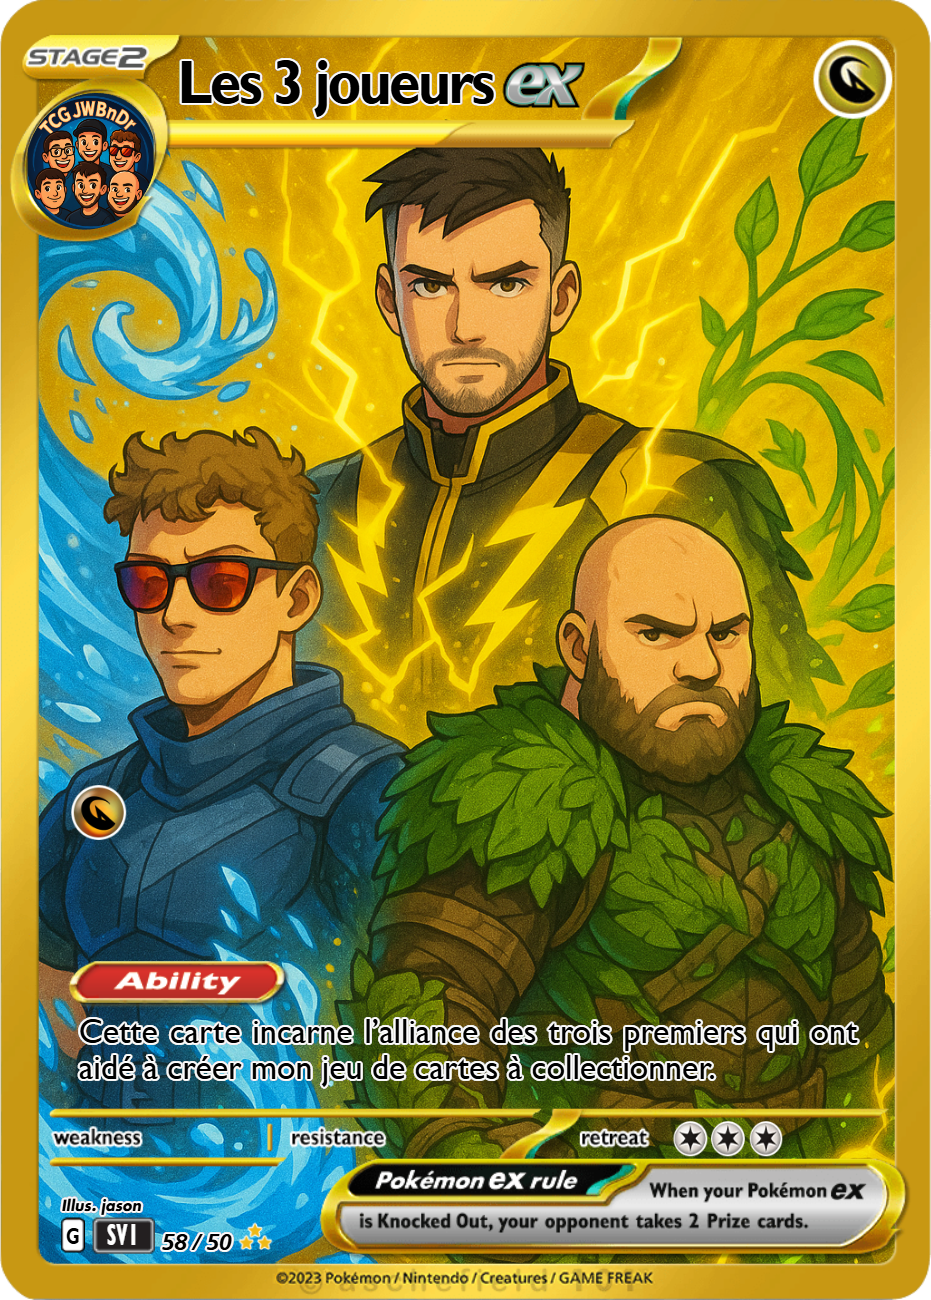 STAGE2
Les 3 joueurs ex
TCG JWBnDr
Ability
Cette carte incarne l'alliance des trois premiers qui ont
aidé à créer mon jeu de cartes à collectionner.
weakness resistance retreat
Pokémon ex rule
When your Pokémon ex
is Knocked Out, your opponent takes 2 Prize cards.
Illus. jason
G SVI 58 / 50
©2023 Pokémon / Nintendo / Creatures / GAME FREAK